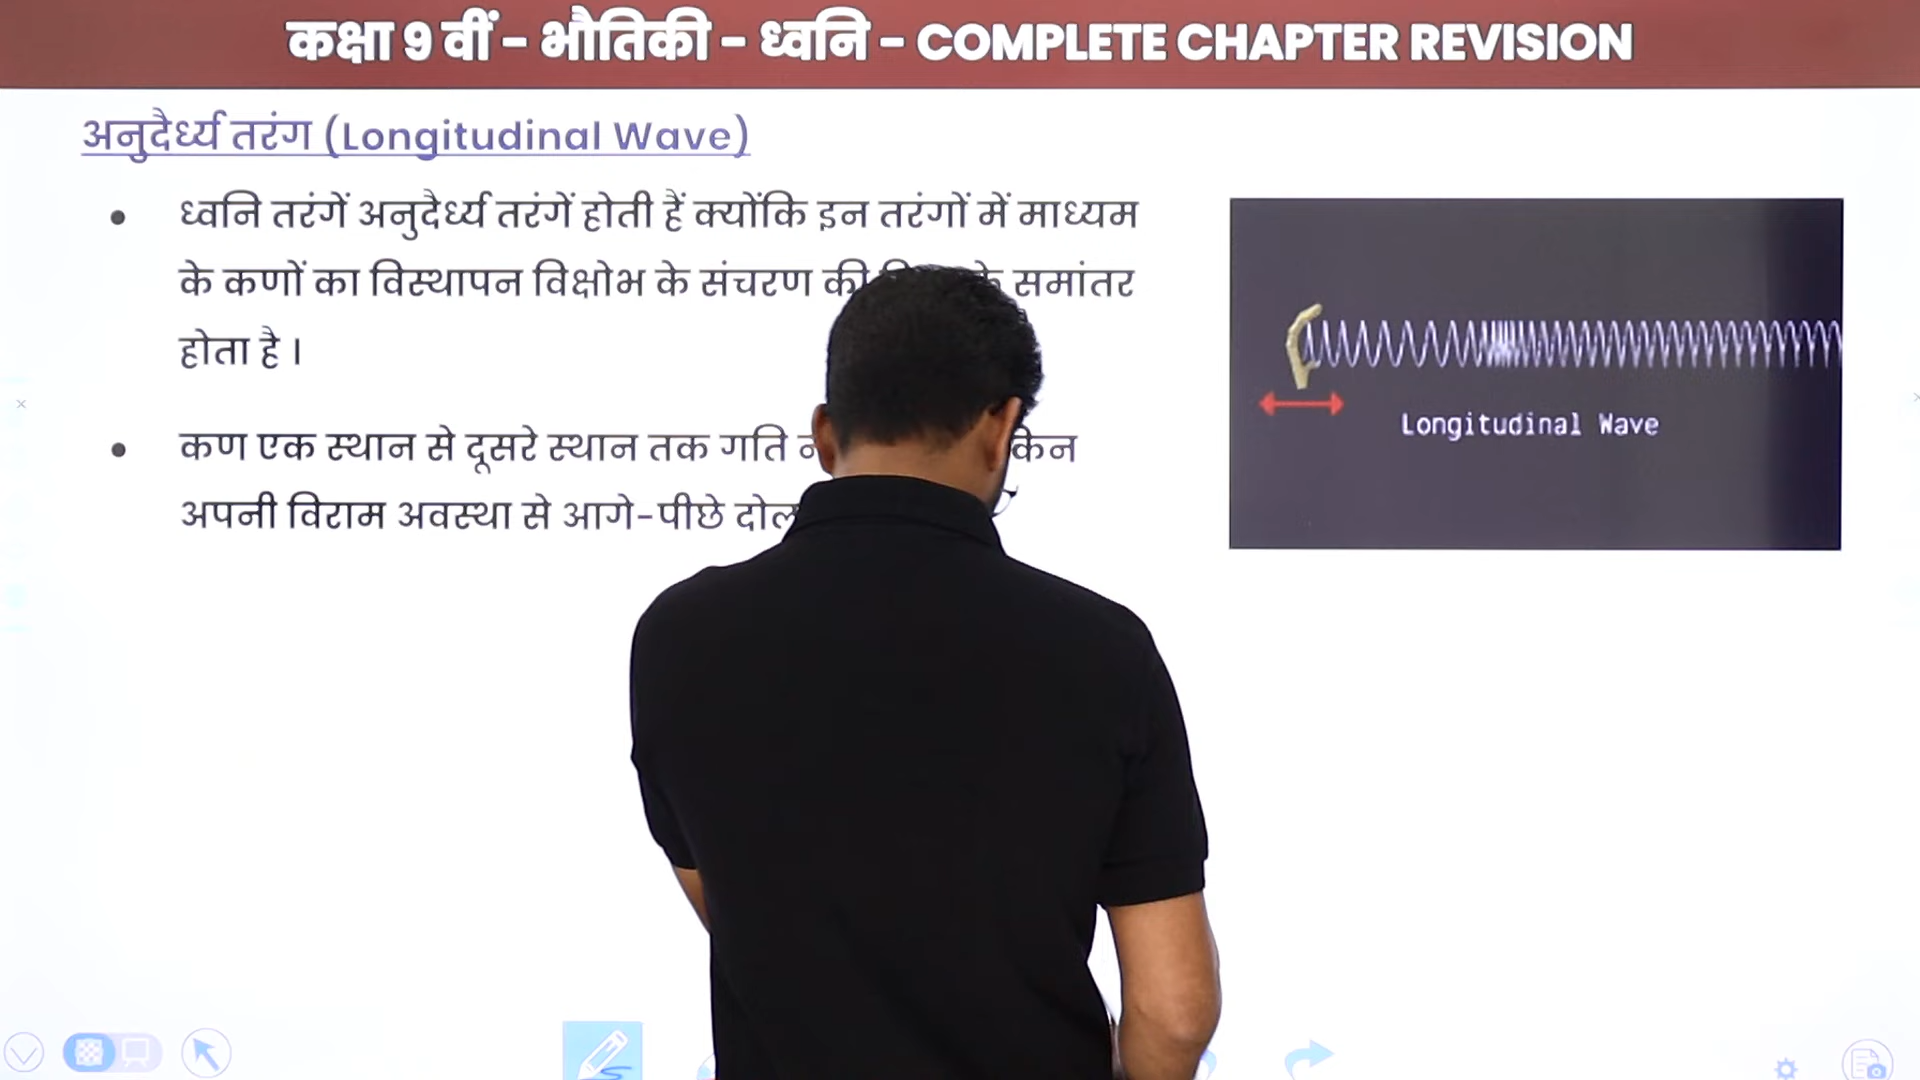 कक्षा 9 वीं - भौतिकी - ध्वनि - COMPLETE CHAPTER REVISION
अनुदैर्ध्य तरंग (Longitudinal Wave)
ध्वनि तरंगें अनुदैर्ध्य तरंगें होती हैं क्योंकि इन तरंगों में माध्यम
के कणों का विस्थापन विक्षोभ के संचरण की के समांतर
होता है ।
कण एक स्थान से दूसरे स्थान तक गति
अपनी विराम अवस्था से आगे-पीछे
Longitudinal Wave